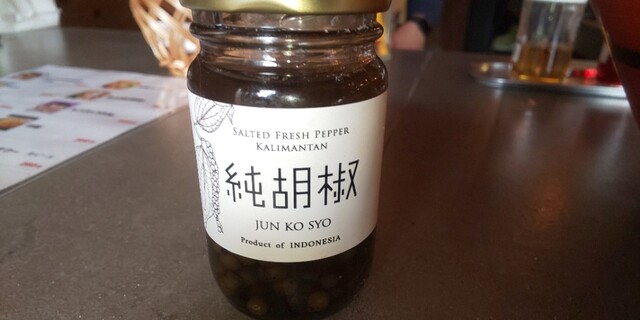 SALTED FRESH PEPPER
KALIMANTAN
純胡椒
JUN KO SYO
Product of INDONESIA